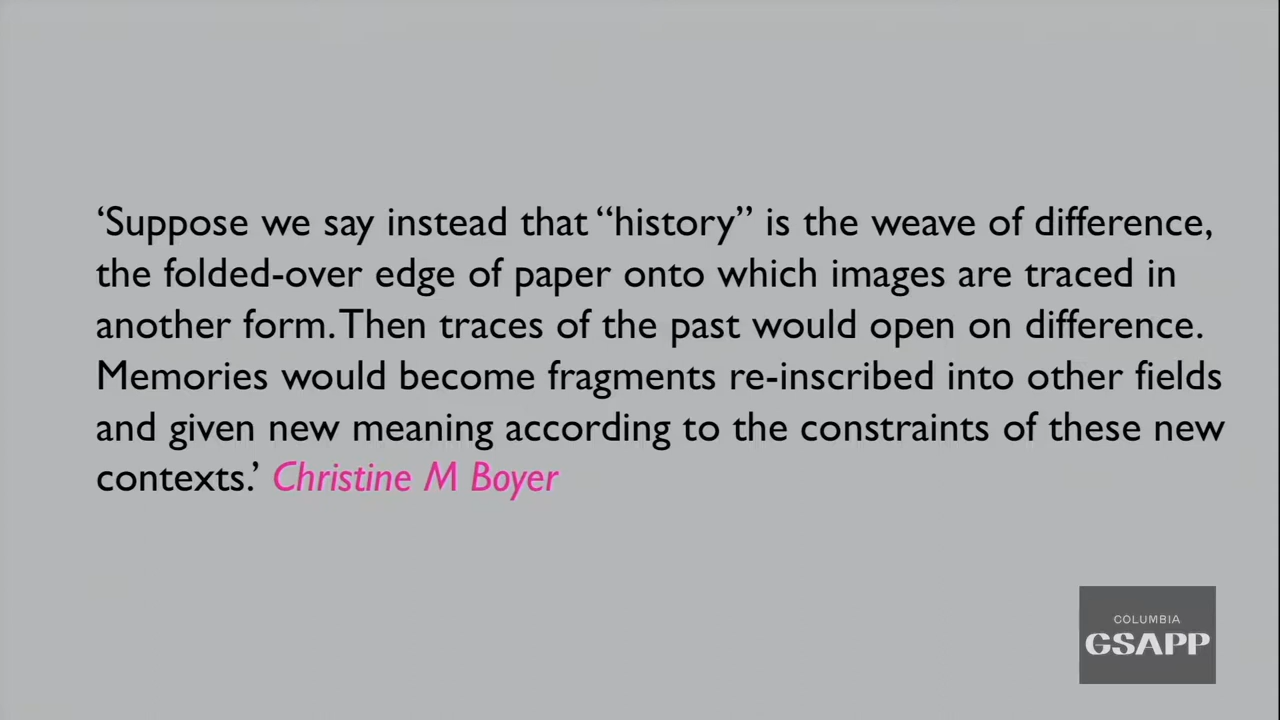 ‘Suppose we say instead that “history” is the weave of difference,
the folded-over edge of paper onto which images are traced in
another form. Then traces of the past would open on difference.
Memories would become fragments re-inscribed into other fields
and given new meaning according to the constraints of these new
contexts.’ Christine M Boyer
COLUMBIA
GSAPP